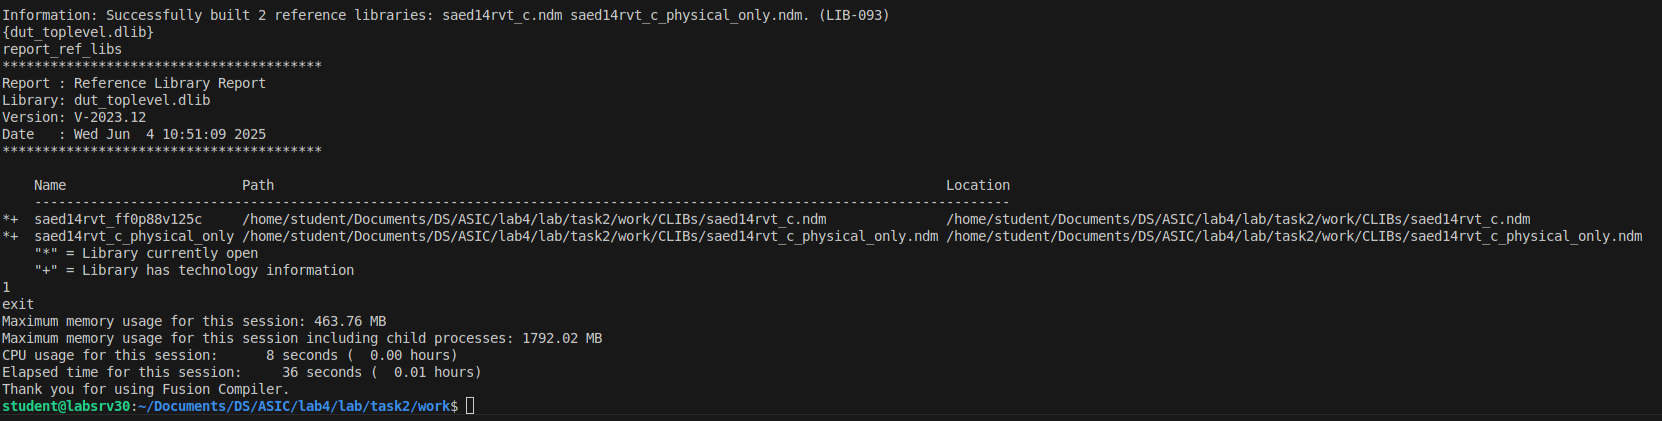 Information: Successfully built 2 reference libraries: saed14rvt_c.ndm saed14rvt_c_physical_only.ndm. (LIB-093)
{dut_toplevel.dlib}
report_ref_libs
****************************************
Report : Reference Library Report
Library: dut_toplevel.dlib
Version: V-2023.12
Date   : Wed Jun  4 10:51:09 2025
****************************************
    Name                      Path                                                                                    Location
    --------------------------------------------------------------------------------------------------------------------------
*+  saed14rvt_ff0p88v125c     /home/student/Documents/DS/ASIC/lab4/lab/task2/work/CLIBs/saed14rvt_c.ndm               /home/student/Documents/DS/ASIC/lab4/lab/task2/work/CLIBs/saed14rvt_c.ndm
*+  saed14rvt_c_physical_only /home/student/Documents/DS/ASIC/lab4/lab/task2/work/CLIBs/saed14rvt_c_physical_only.ndm /home/student/Documents/DS/ASIC/lab4/lab/task2/work/CLIBs/saed14rvt_c_physical_only.ndm
    "*" = Library currently open
    "+" = Library has technology information
1
exit
Maximum memory usage for this session: 463.76 MB
Maximum memory usage for this session including child processes: 1792.02 MB
CPU usage for this session:      8 seconds (  0.00 hours)
Elapsed time for this session:     36 seconds (  0.01 hours)
Thank you for using Fusion Compiler.
student@labsrv30:~/Documents/DS/ASIC/lab4/lab/task2/work$